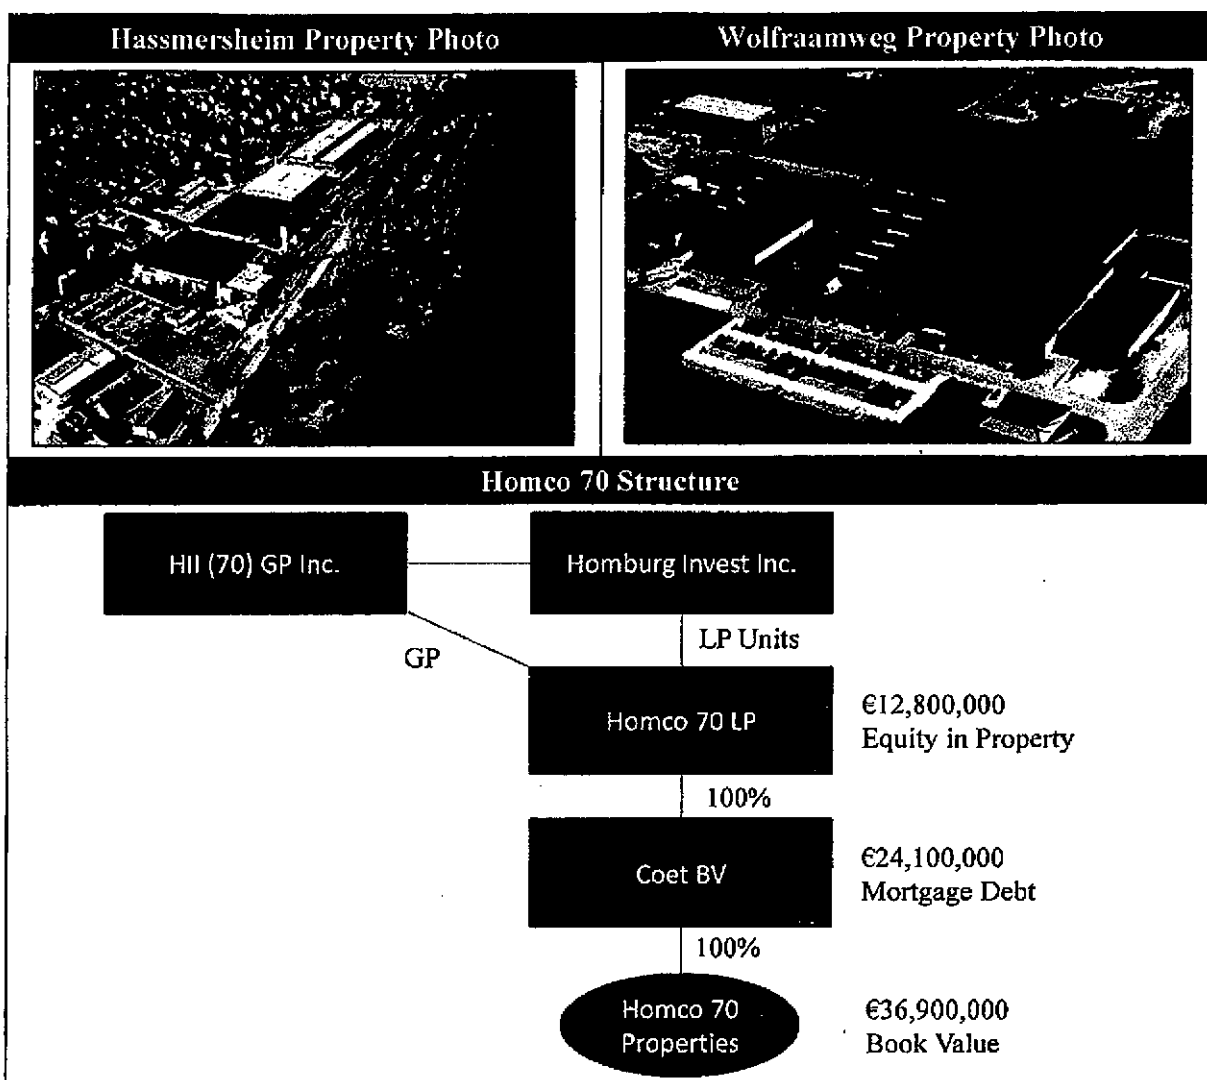 Hassmersheim Property Photo
Wolfraamweg Property Photo
Homco 70 Structure
HII (70) GP Inc.
Homburg Invest Inc.
GP
LP Units
Homco 70 LP
€12,800,000
Equity in Property
100%
Coet BV
€24,100,000
Mortgage Debt
100%
Homco 70
Properties
€36,900,000
Book Value